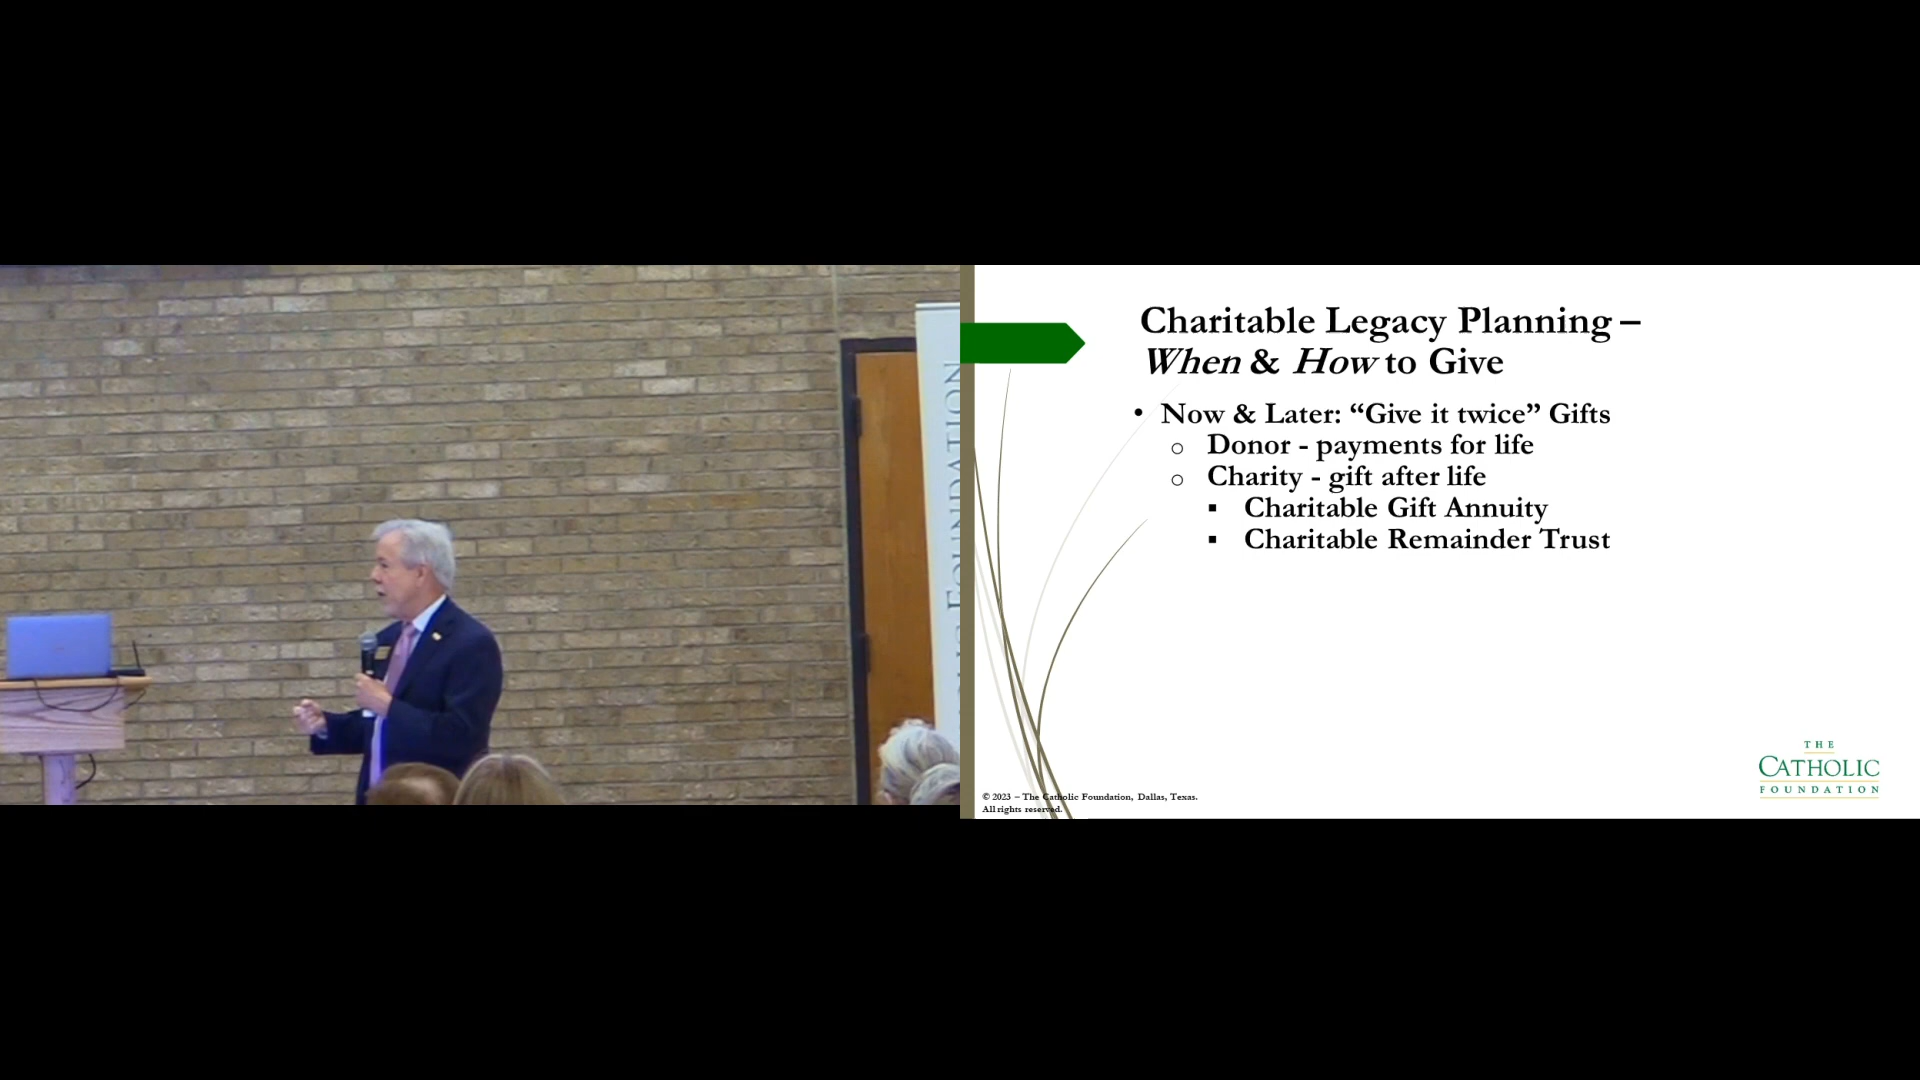 FOUNDATION
Charitable Legacy Planning –
When & How to Give
• Now & Later: “Give it twice” Gifts
o Donor - payments for life
o Charity - gift after life
▪ Charitable Gift Annuity
▪ Charitable Remainder Trust
THE
CATHOLIC
FOUNDATION
© 2023 – The Catholic Foundation, Dallas, Texas.
All rights reserved.